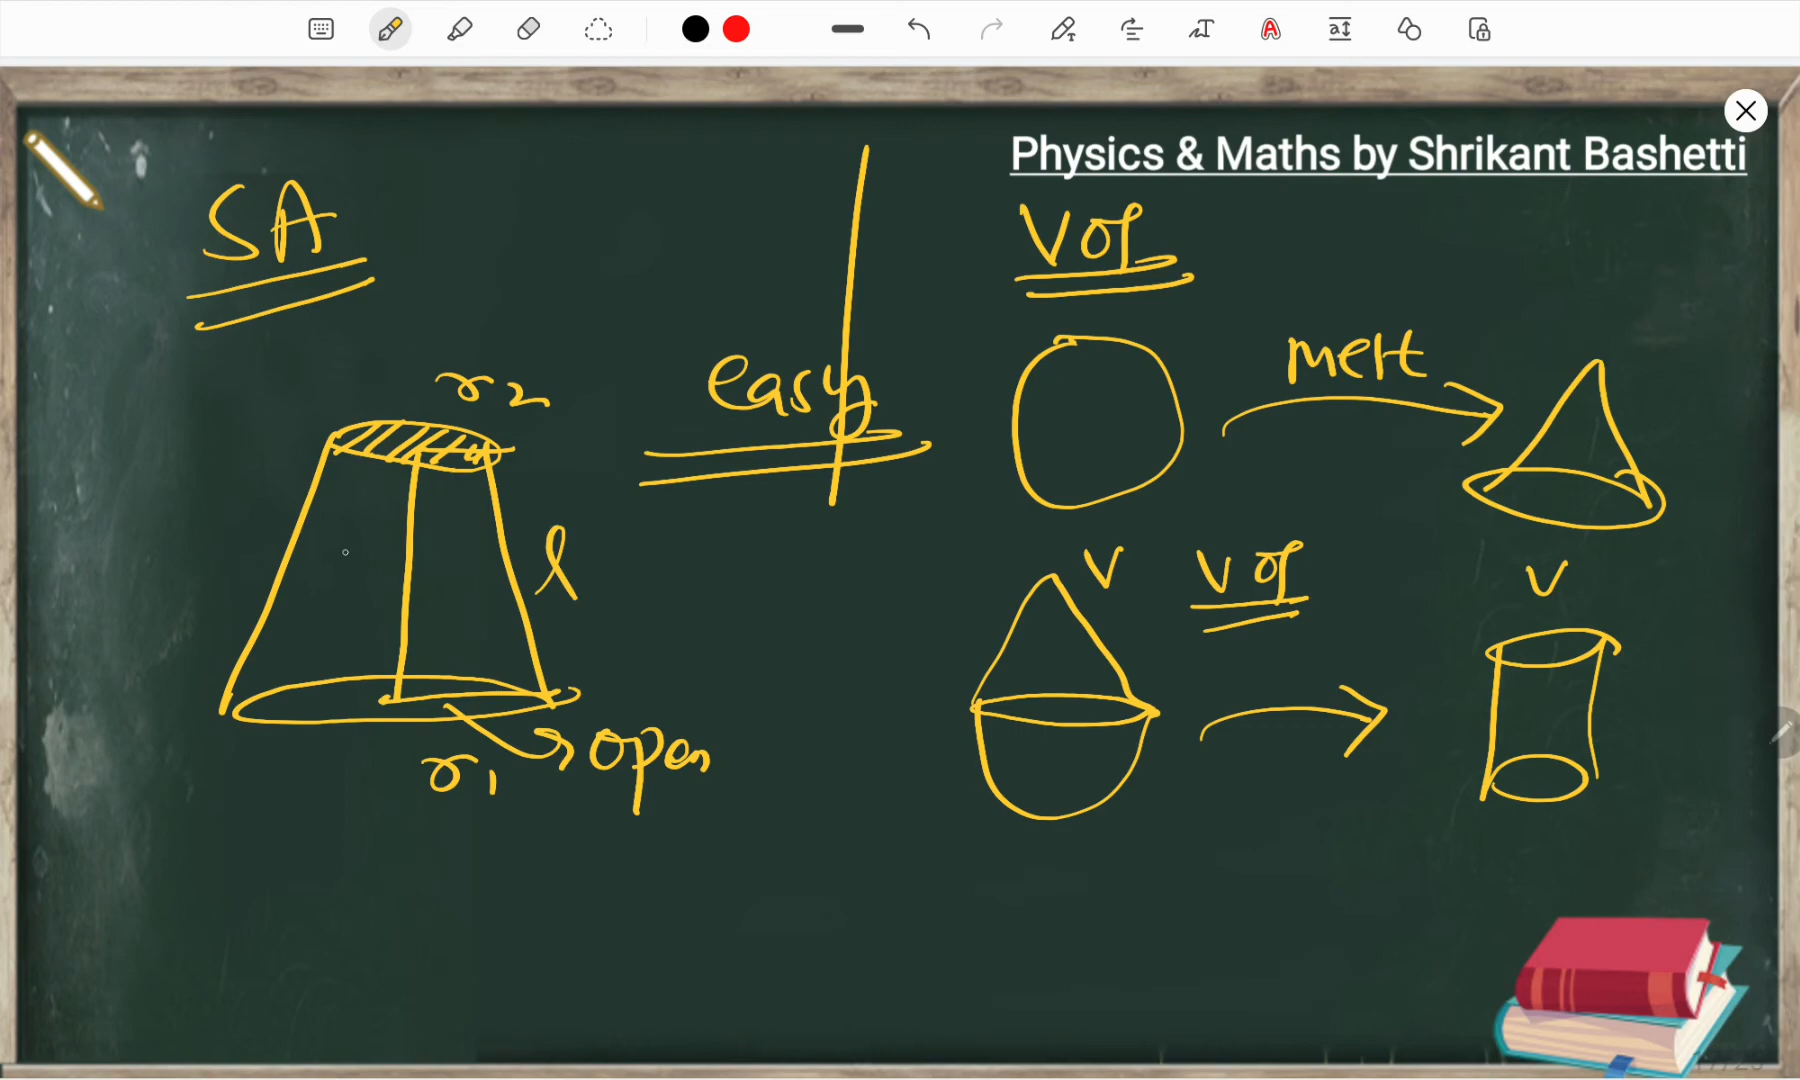 Physics & Maths by Shrikant Bashetti
SA
Vol
r2
easy
melt
l
V
Vol
V
r1
open